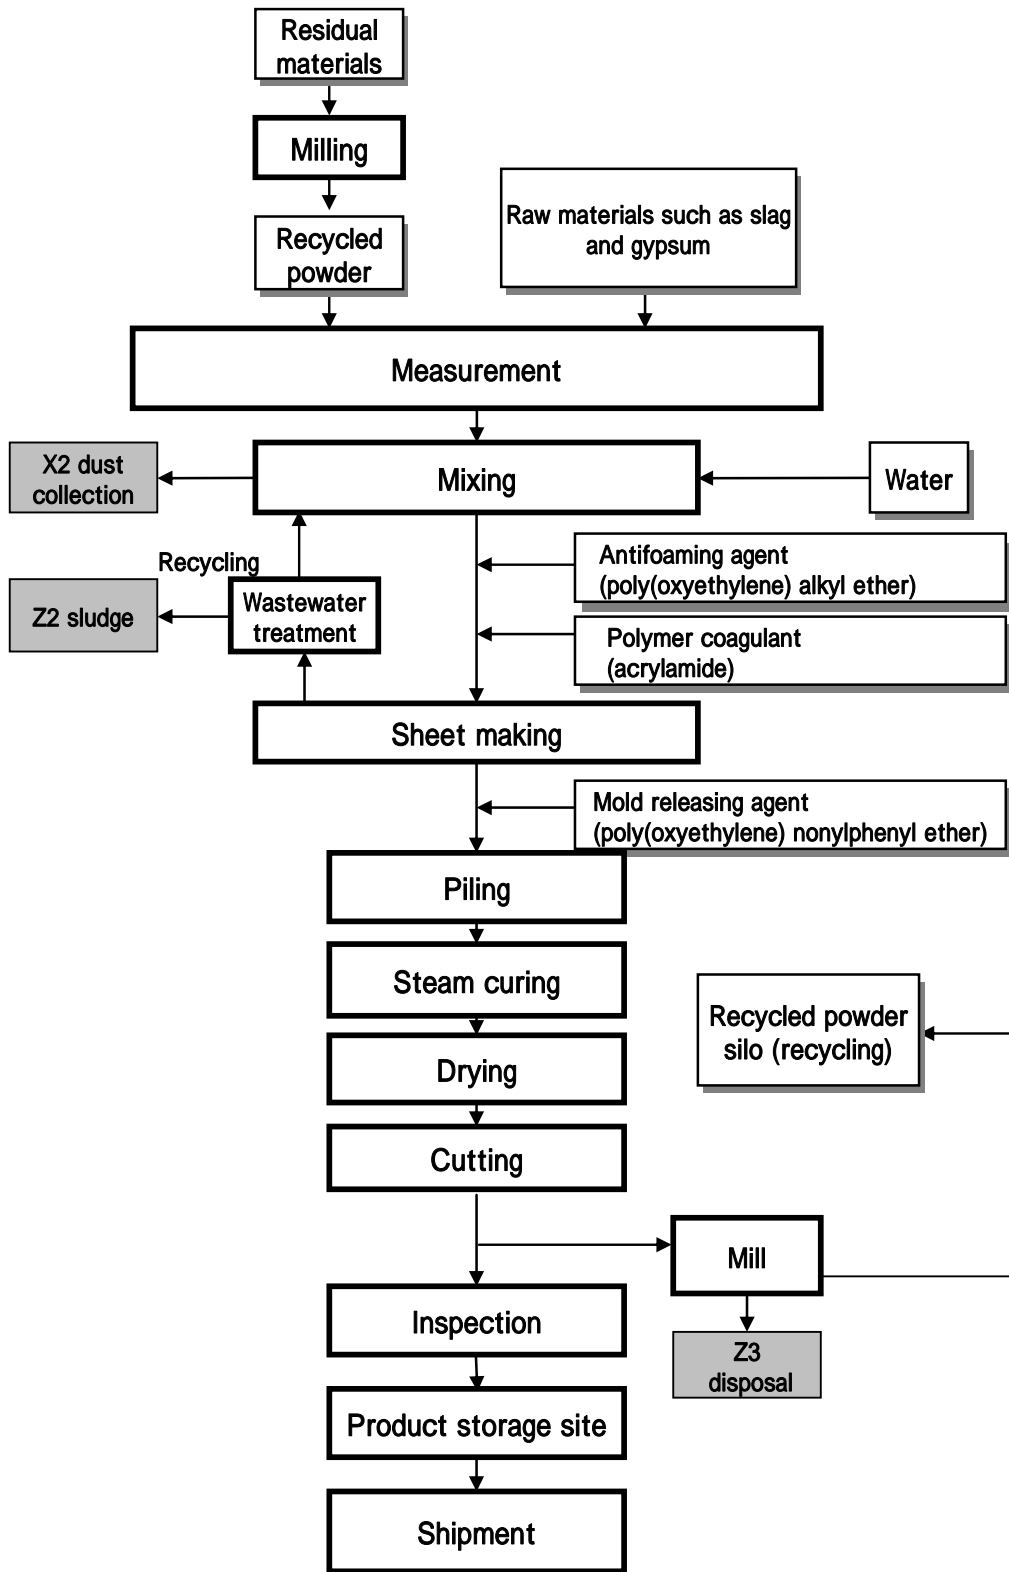 Residual
materials
Milling
Recycled
powder
Raw materials such as slag
and gypsum
Measurement
X2 dust
collection
Mixing
Water
Recycling
Antifoaming agent
(poly(oxyethylene) alkyl ether)
Z2 sludge
Wastewater
treatment
Polymer coagulant
(acrylamide)
Sheet making
Mold releasing agent
(poly(oxyethylene) nonylphenyl ether)
Piling
Steam curing
Recycled powder
silo (recycling)
Drying
Cutting
Mill
Inspection
Z3
disposal
Product storage site
Shipment